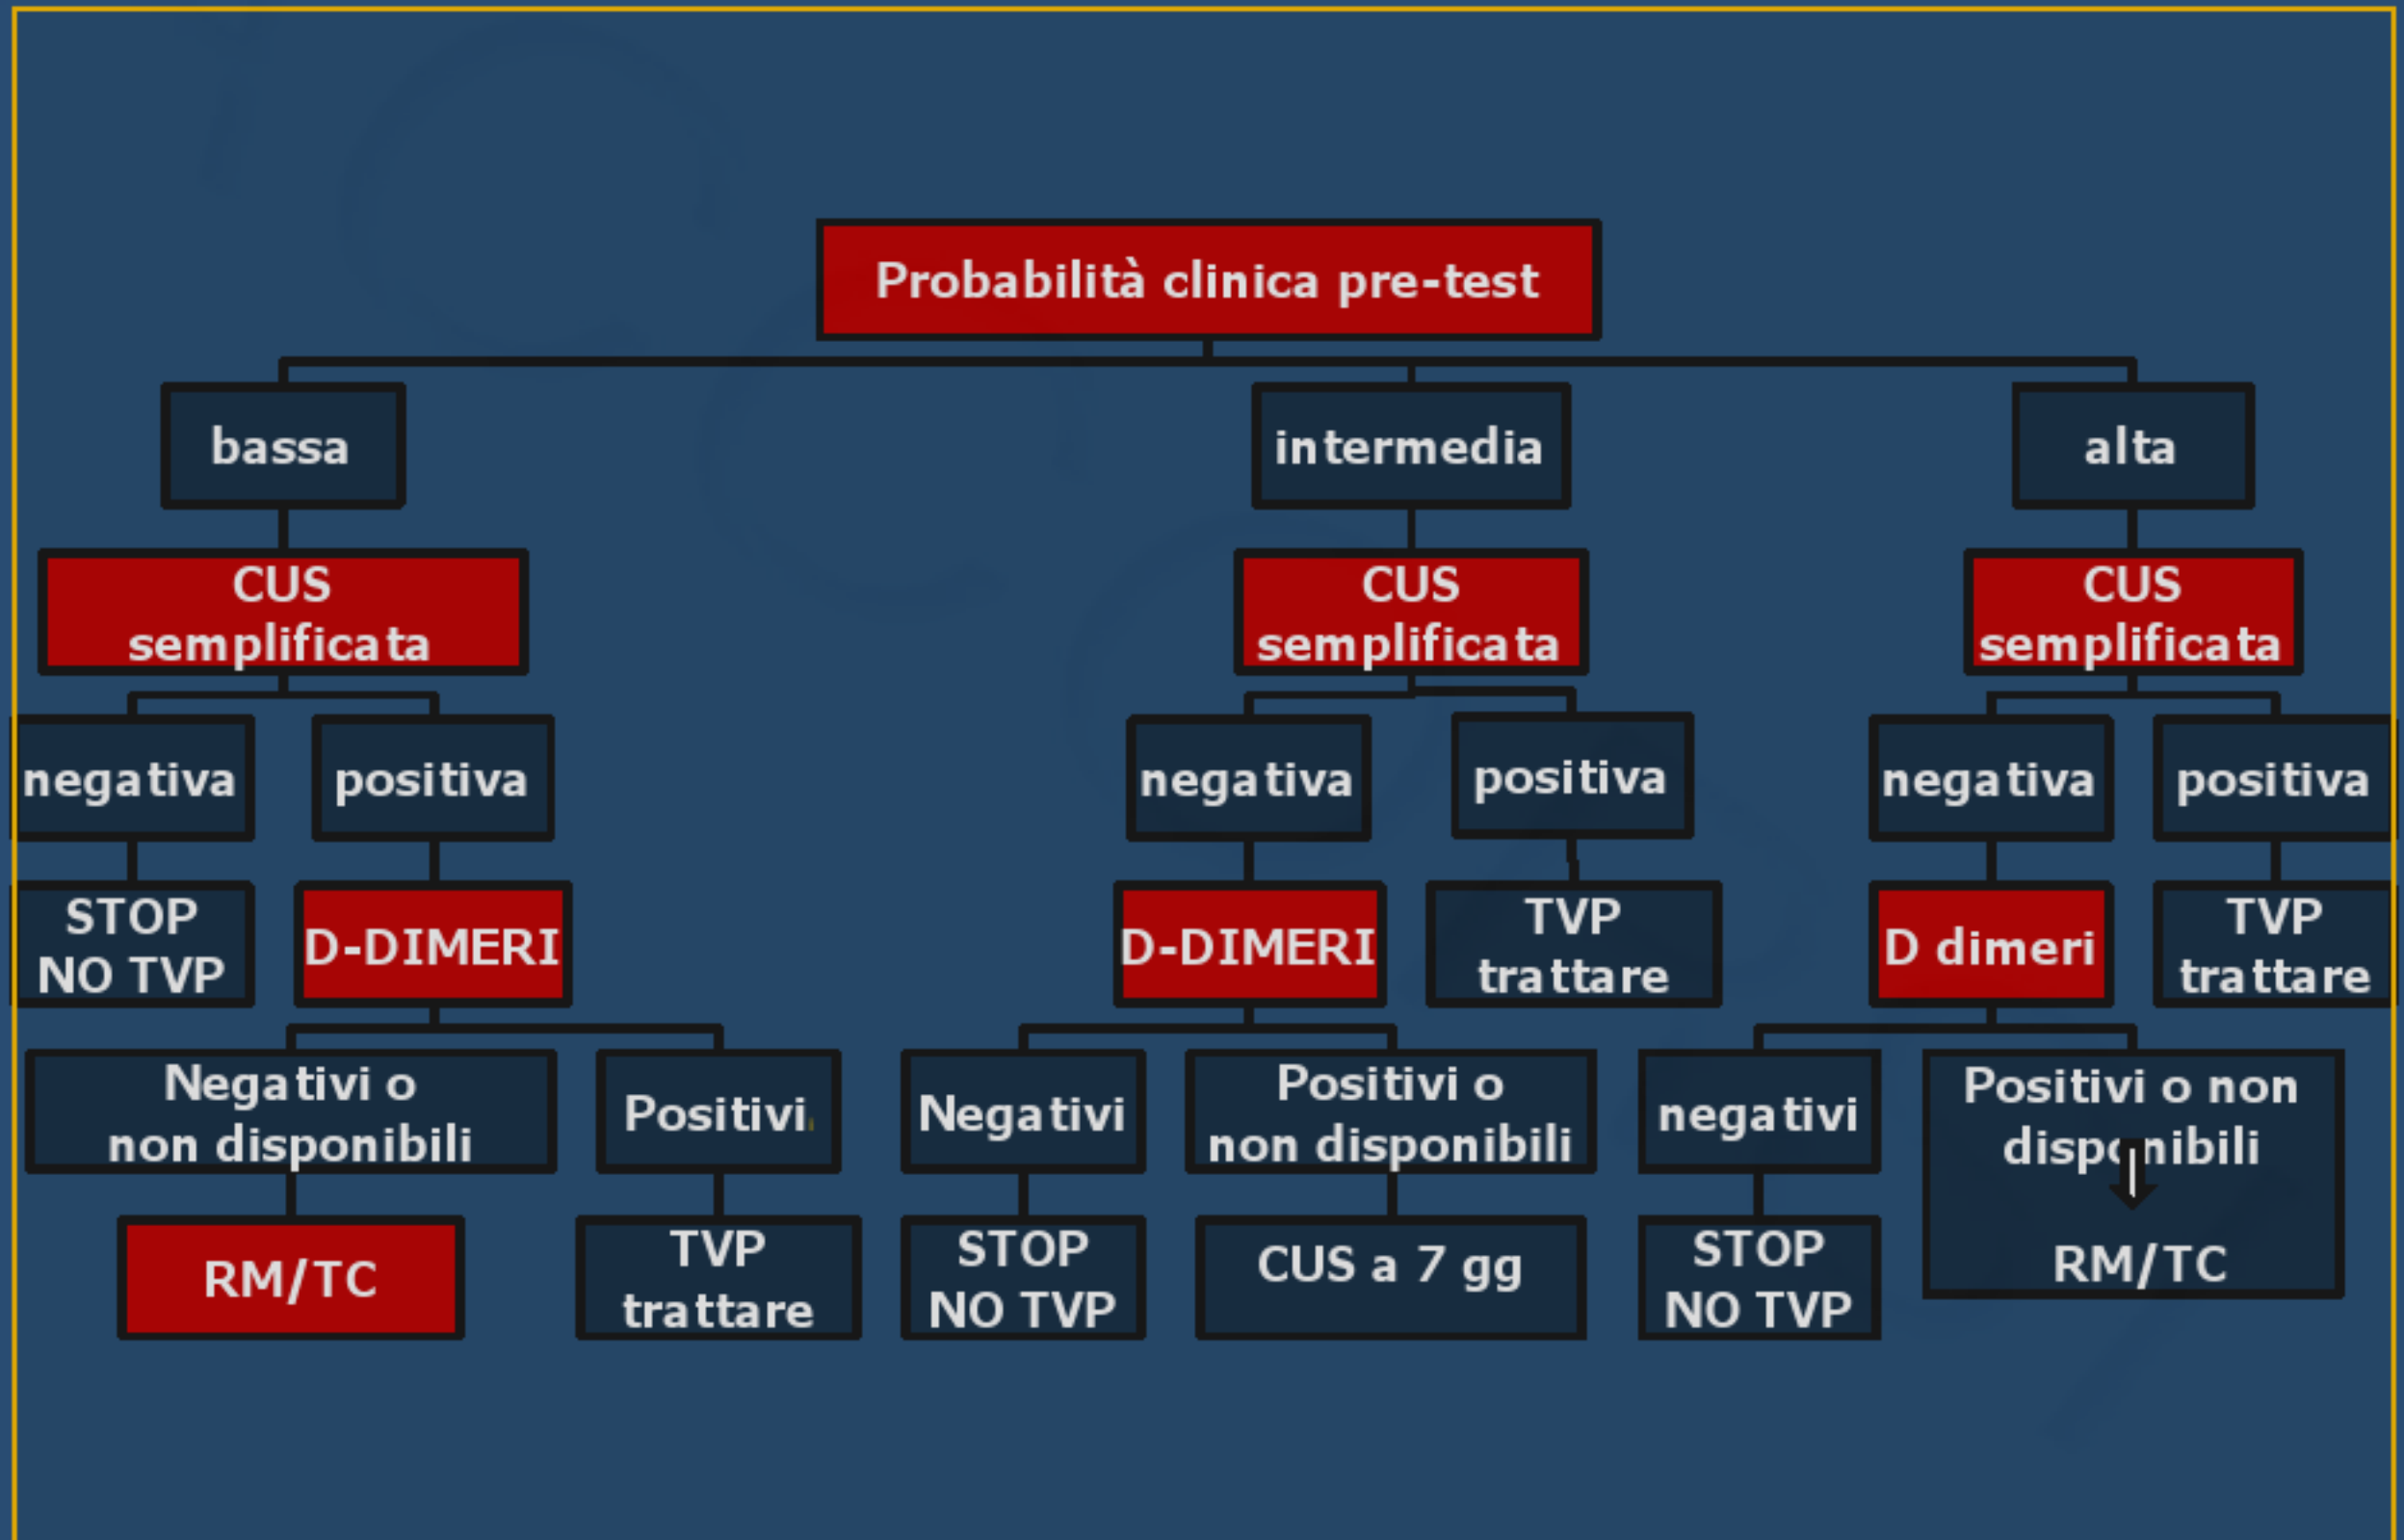 Probabilità clinica pre-test
bassa
intermedia
alta
CUS
semplificata
CUS
semplificata
CUS
semplificata
negativa
positiva
negativa
positiva
negativa
positiva
STOP
NO TVP
D-DIMERI
D-DIMERI
TVP
trattare
D dimeri
TVP
trattare
Negativi o
non disponibili
Positivi
Negativi
Positivi o
non disponibili
negativi
Positivi o non
disponibili
RM/TC
TVP
trattare
STOP
NO TVP
CUS a 7 gg
STOP
NO TVP
RM/TC